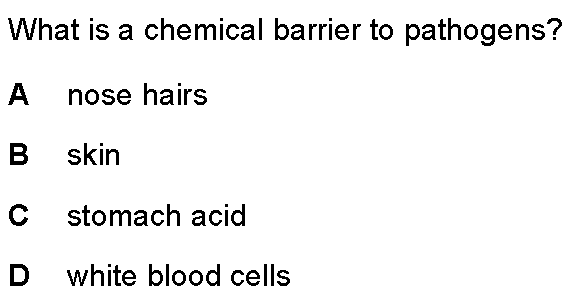 What is a chemical barrier to pathogens?
A nose hairs
B skin
C stomach acid
D white blood cells